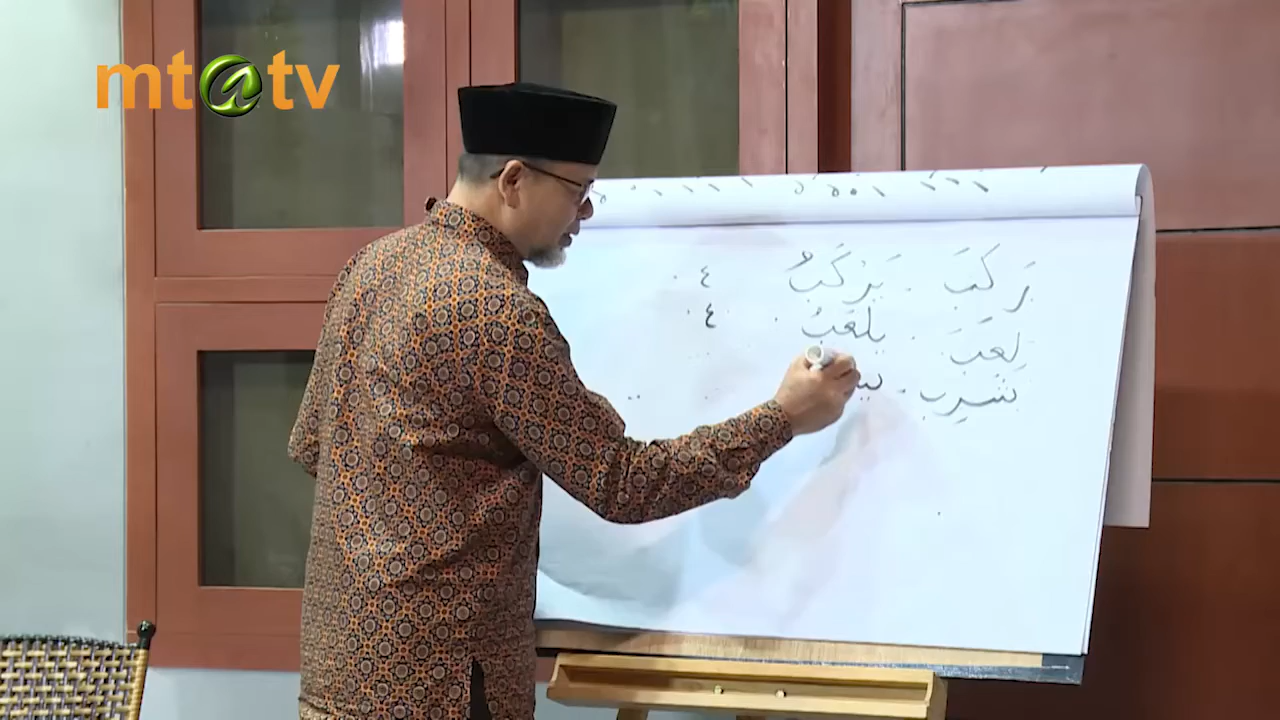 mt@tv
رَكِبَ . يَرْكَبُ ٤
لَعِبَ . يَلْعَبُ ٤
شَرِبَ .